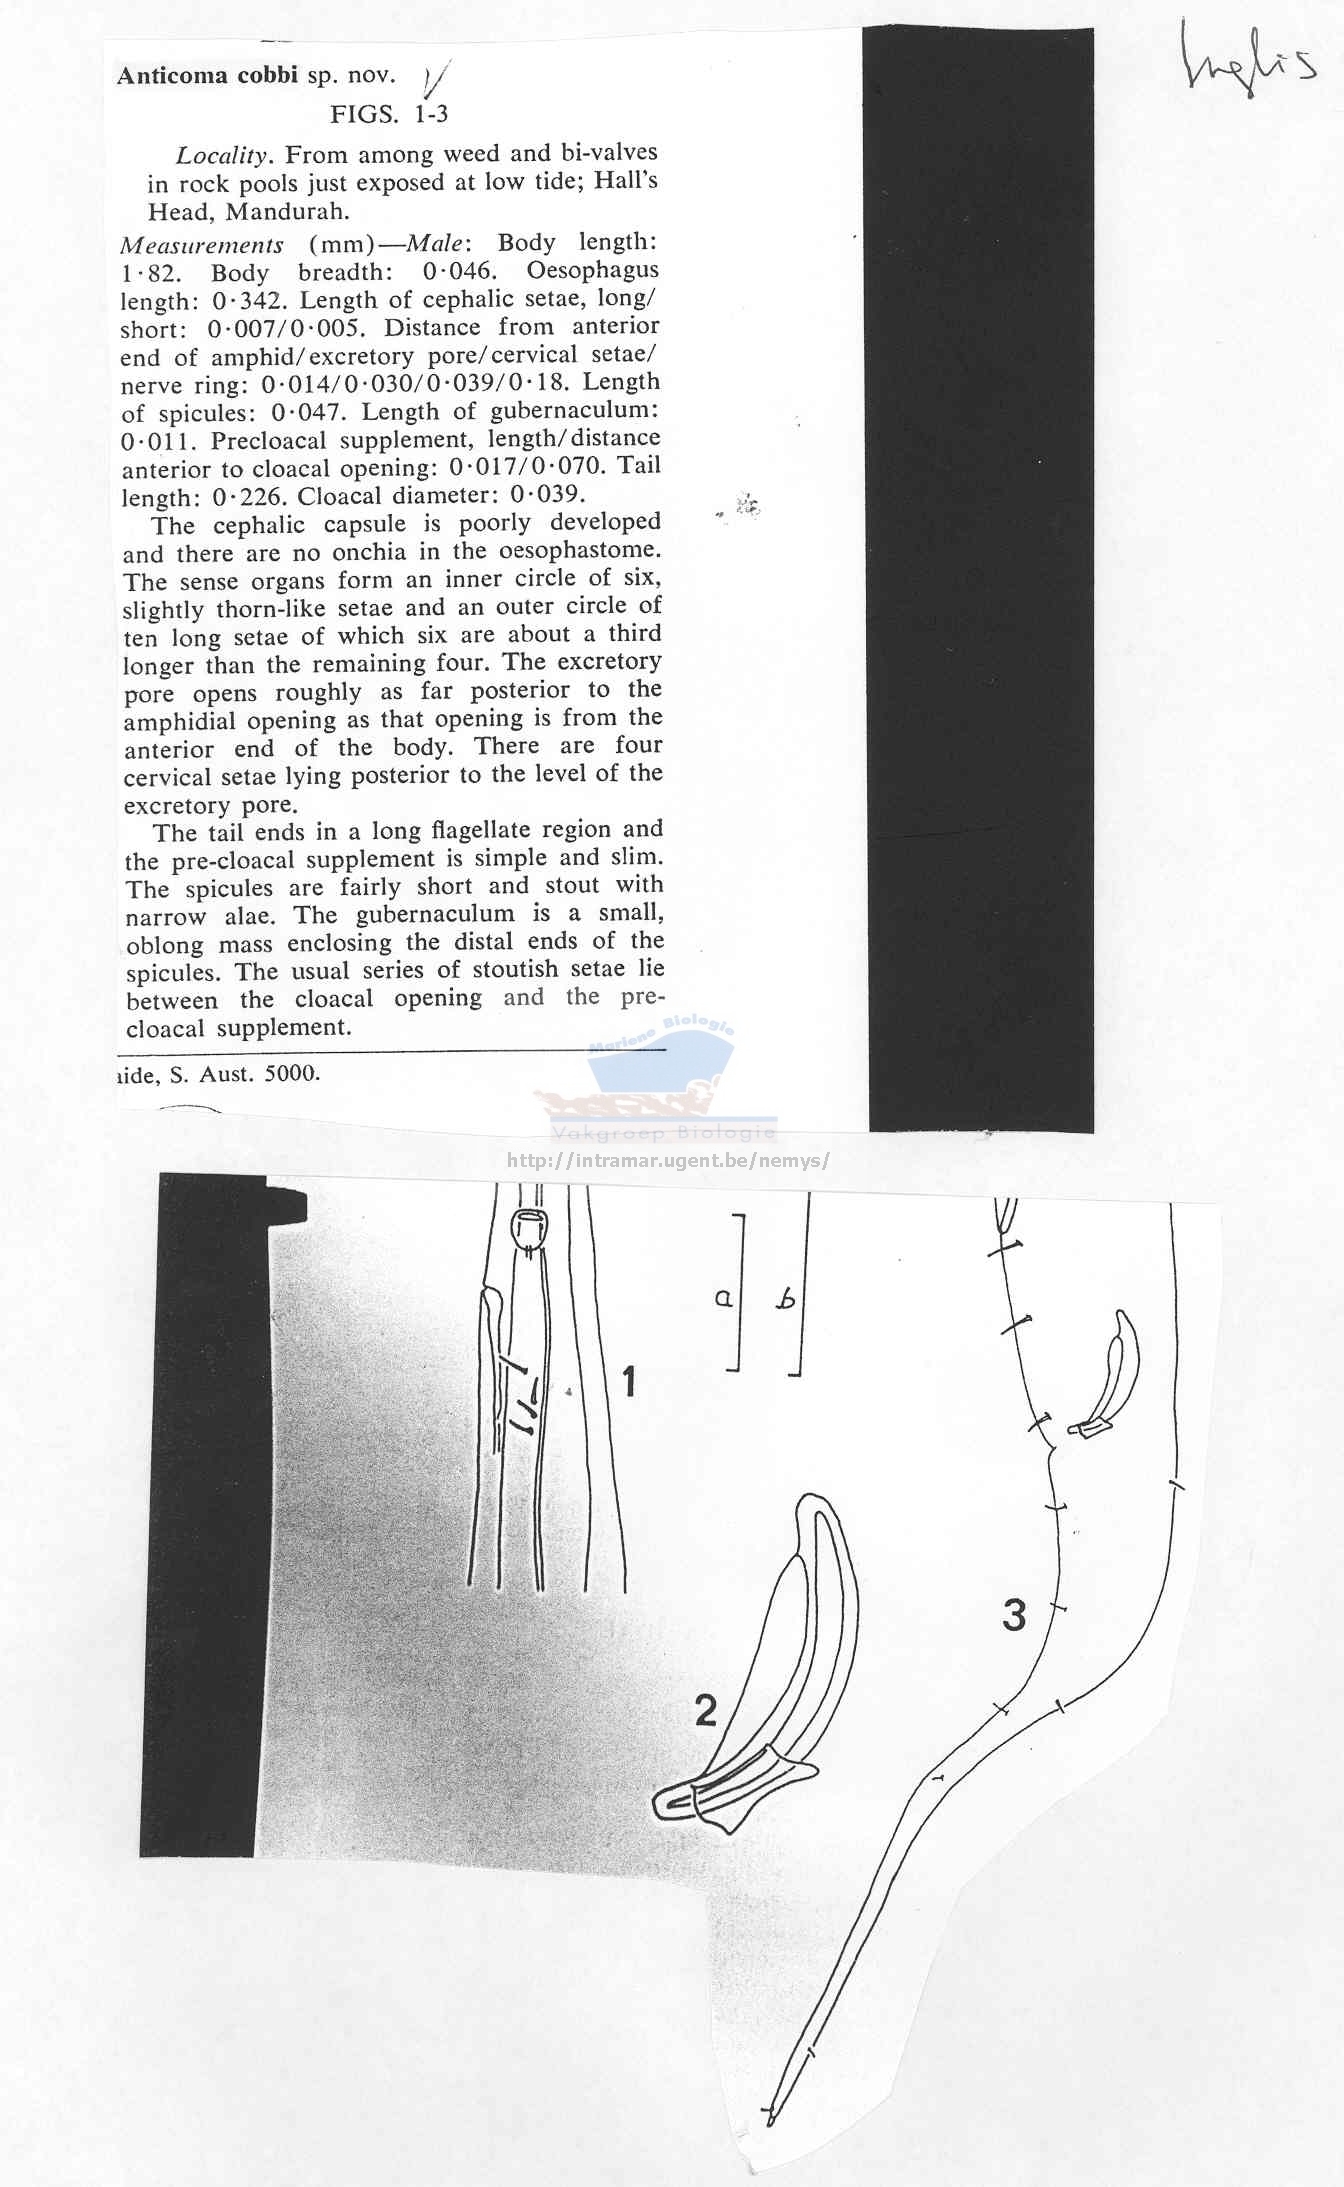 Inglis
Anticoma cobbi sp. nov.
FIGS. 1-3
Locality. From among weed and bi-valves
in rock pools just exposed at low tide; Hall's
Head, Mandurah.
Measurements (mm)—Male: Body length:
1·82. Body breadth: 0·046. Oesophagus
length: 0·342. Length of cephalic setae, long/
short: 0·007/0·005. Distance from anterior
end of amphid/excretory pore/cervical setae/
nerve ring: 0·014/0·030/0·039/0·18. Length
of spicules: 0·047. Length of gubernaculum:
0·011. Precloacal supplement, length/distance
anterior to cloacal opening: 0·017/0·070. Tail
length: 0·226. Cloacal diameter: 0·039.
The cephalic capsule is poorly developed
and there are no onchia in the oesophastome.
The sense organs form an inner circle of six,
slightly thorn-like setae and an outer circle of
ten long setae of which six are about a third
longer than the remaining four. The excretory
pore opens roughly as far posterior to the
amphidial opening as that opening is from the
anterior end of the body. There are four
cervical setae lying posterior to the level of the
excretory pore.
The tail ends in a long flagellate region and
the pre-cloacal supplement is simple and slim.
The spicules are fairly short and stout with
narrow alae. The gubernaculum is a small,
oblong mass enclosing the distal ends of the
spicules. The usual series of stoutish setae lie
between the cloacal opening and the pre-
cloacal supplement.
aide, S. Aust. 5000.
Mariene Biologie
Vakgroep Biologie
http://intramar.ugent.be/nemys/
a
b
1
2
3